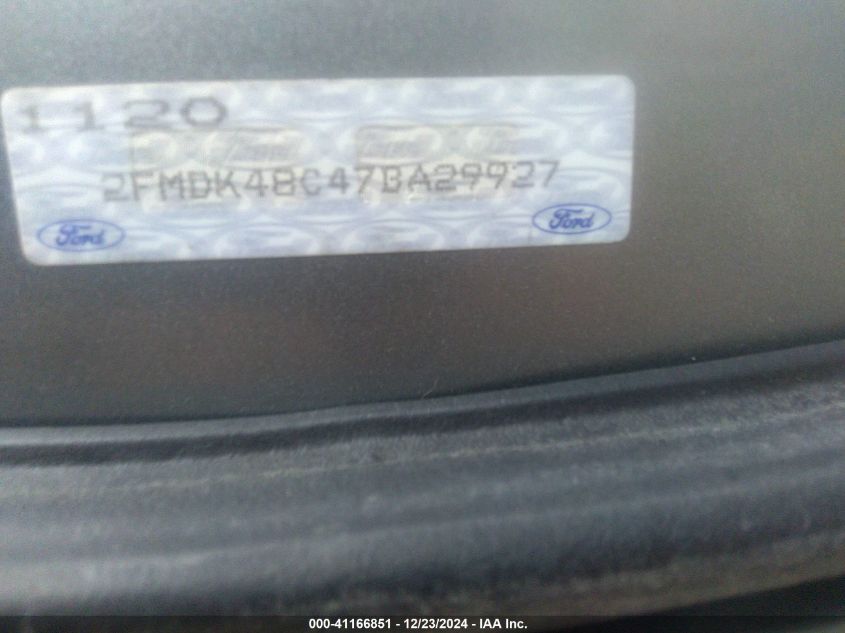 1120
2FMDK48C47BA29927
Ford Ford
000-41166851 - 12/23/2024 - IAA Inc.